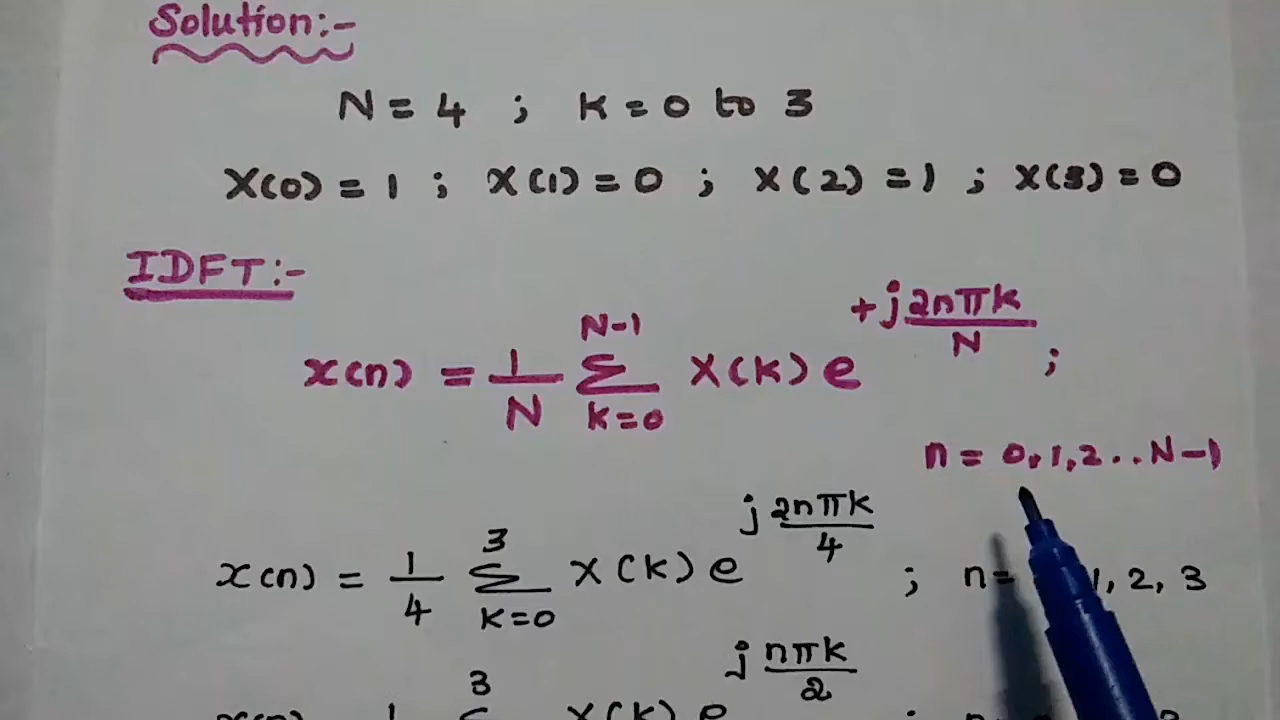 Solution:-
N = 4 ; K = 0 to 3
X(0) = 1 ; X(1) = 0 ; X(2) = 1 ; X(3) = 0
IDFT:-
x(n) = 1/N Σ_{k=0}^{N-1} X(k) e^{+j2nπk/N} ;
n = 0,1,2..N-1
x(n) = 1/4 Σ_{K=0}^{3} X(k) e^{j2nπk/4} ; n= 1, 2, 3
3 X(k) e^{jnπk/2} ;